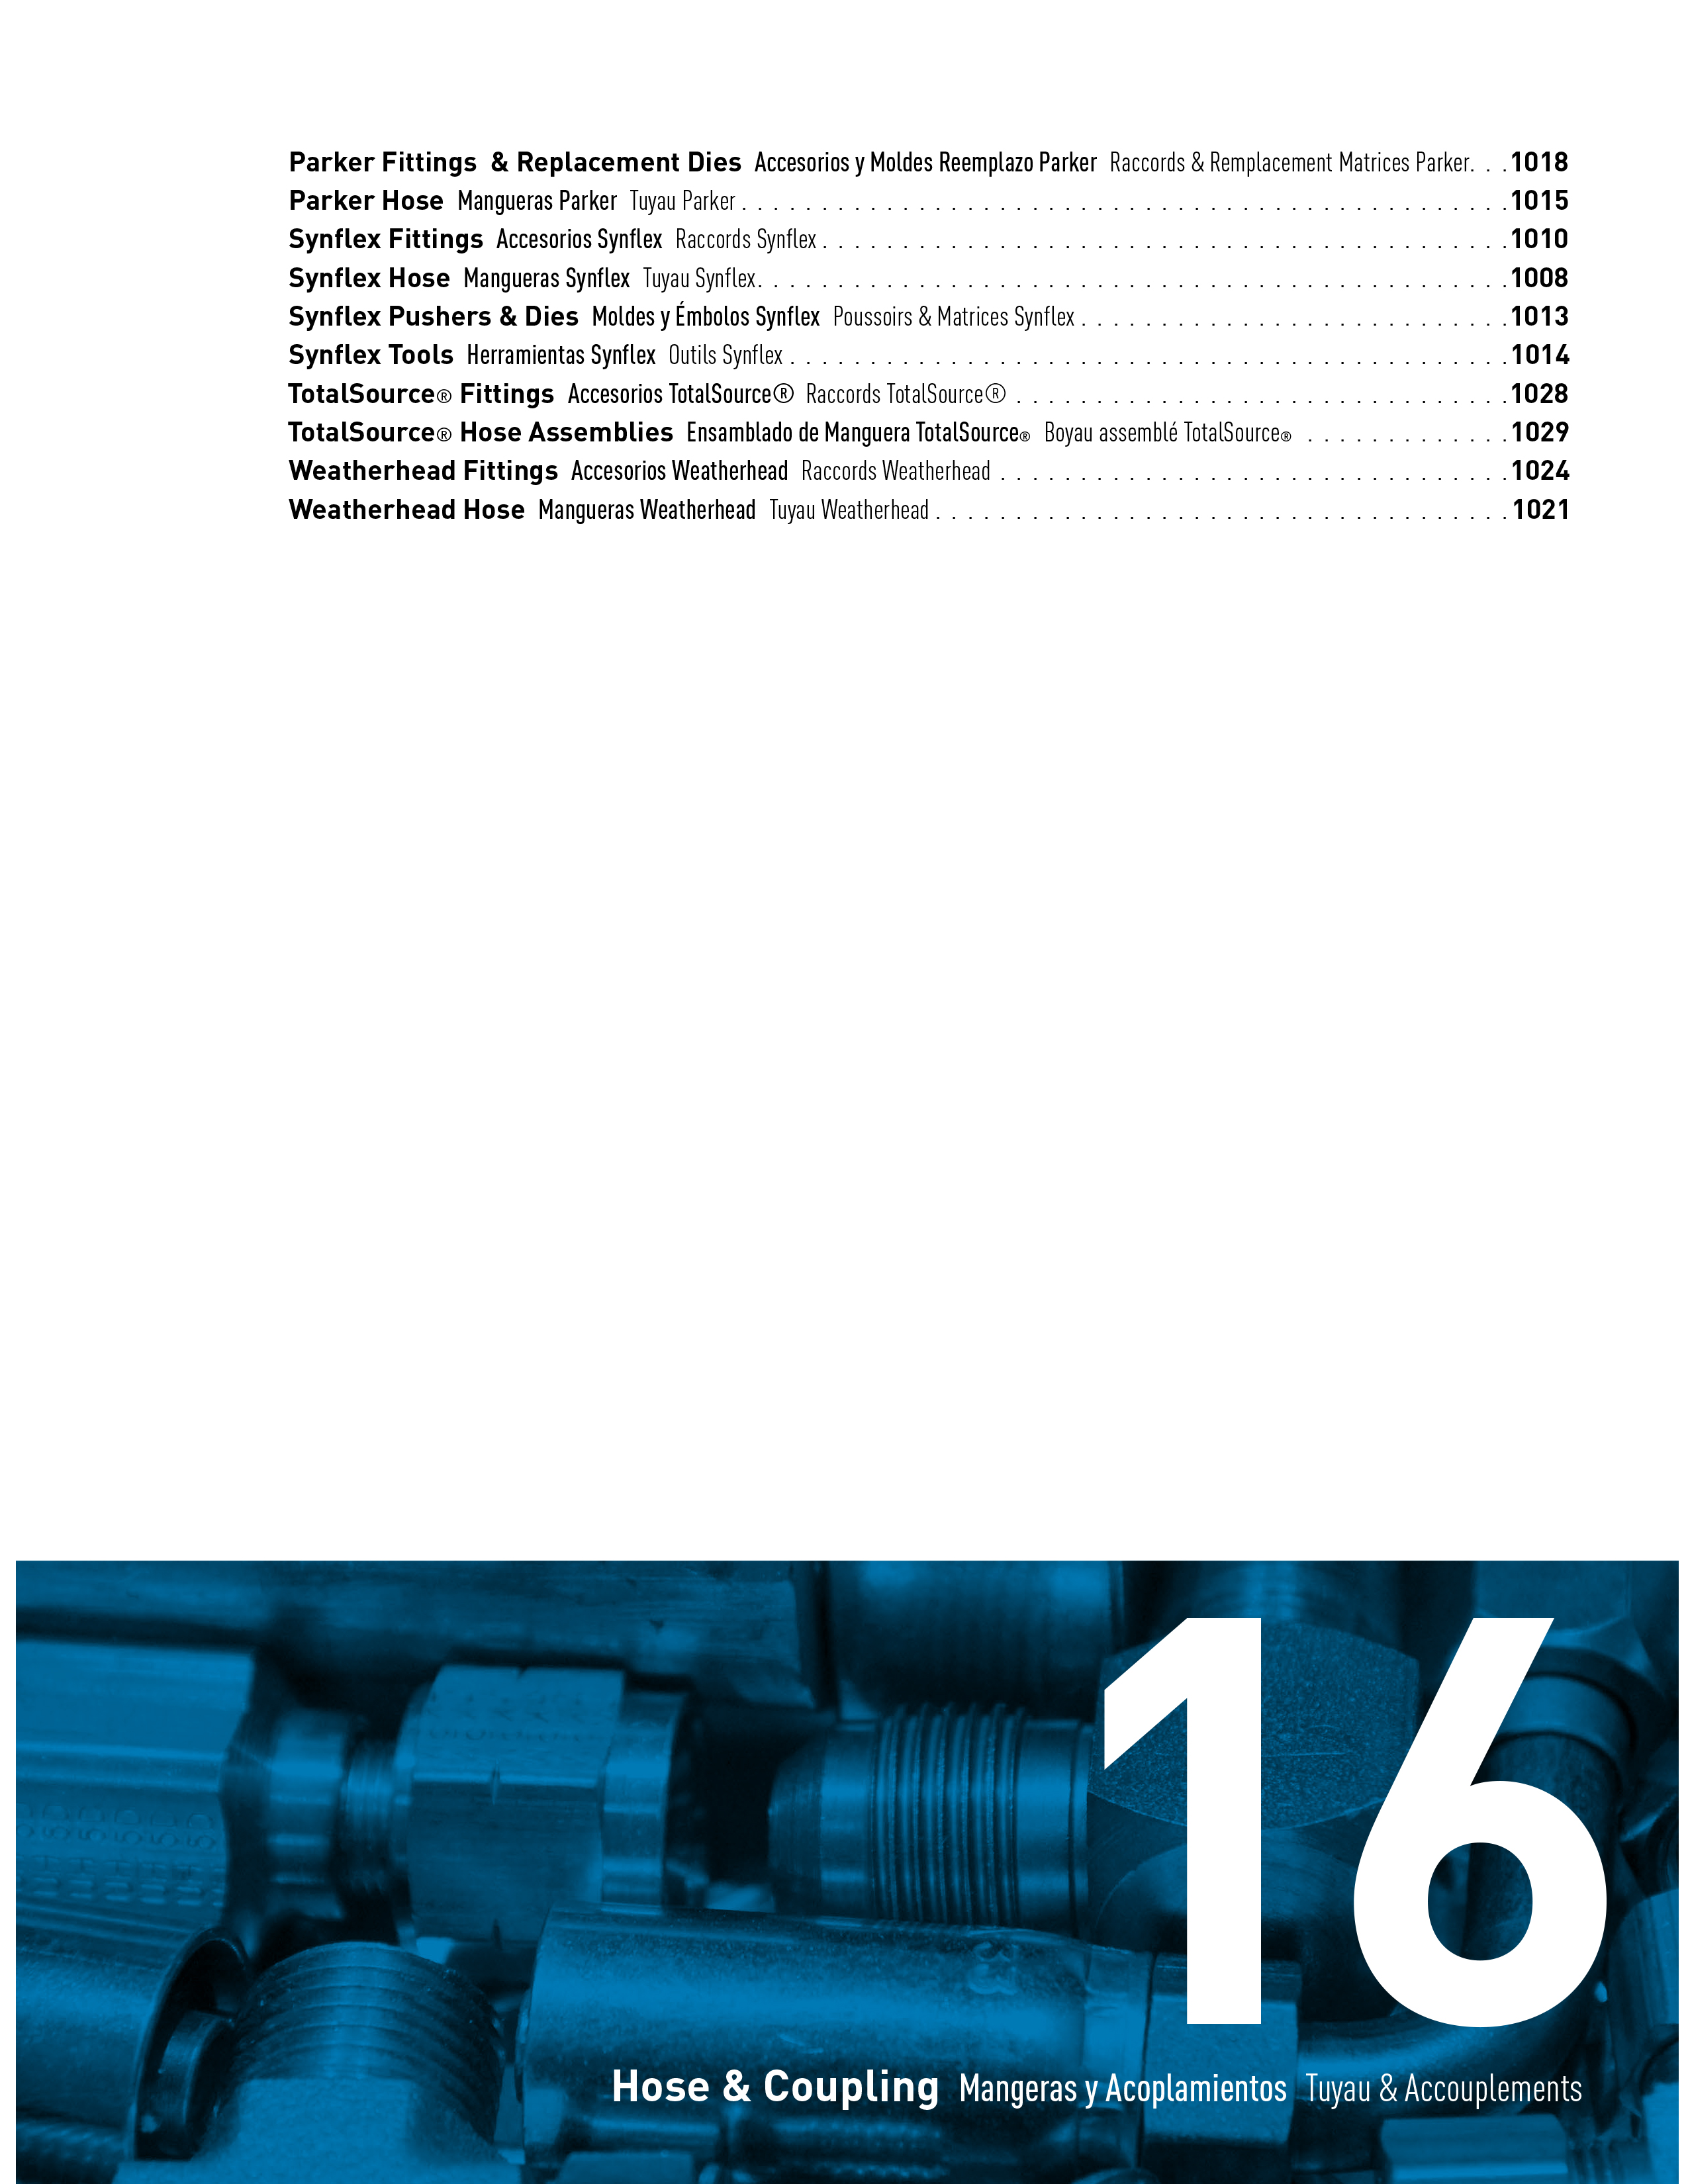 Parker Fittings & Replacement Dies Accesorios y Moldes Reemplazo Parker Raccords & Remplacement Matrices Parker. . .1018
Parker Hose Mangueras Parker Tuyau Parker . . . . . . . . . . . . . . . . . . . . . . . . . . . . . . . . . . . . . . . . . . . . . . . .1015
Synflex Fittings Accesorios Synflex Raccords Synflex . . . . . . . . . . . . . . . . . . . . . . . . . . . . . . . . . . . . . . . . . . .1010
Synflex Hose Mangueras Synflex Tuyau Synflex. . . . . . . . . . . . . . . . . . . . . . . . . . . . . . . . . . . . . . . . . . . . . . .1008
Synflex Pushers & Dies Moldes y Émbolos Synflex Poussoirs & Matrices Synflex . . . . . . . . . . . . . . . . . . . . . . . . . . .1013
Synflex Tools Herramientas Synflex Outils Synflex . . . . . . . . . . . . . . . . . . . . . . . . . . . . . . . . . . . . . . . . . . . . .1014
TotalSource® Fittings Accesorios TotalSource® Raccords TotalSource® . . . . . . . . . . . . . . . . . . . . . . . . . . . . . . .1028
TotalSource® Hose Assemblies Ensamblado de Manguera TotalSource® Boyau assemblé TotalSource® . . . . . . . . . . . . .1029
Weatherhead Fittings Accesorios Weatherhead Raccords Weatherhead . . . . . . . . . . . . . . . . . . . . . . . . . . . . . . . .1024
Weatherhead Hose Mangueras Weatherhead Tuyau Weatherhead . . . . . . . . . . . . . . . . . . . . . . . . . . . . . . . . . . . .1021
16
Hose & Coupling Mangeras y Acoplamientos Tuyau & Accouplements